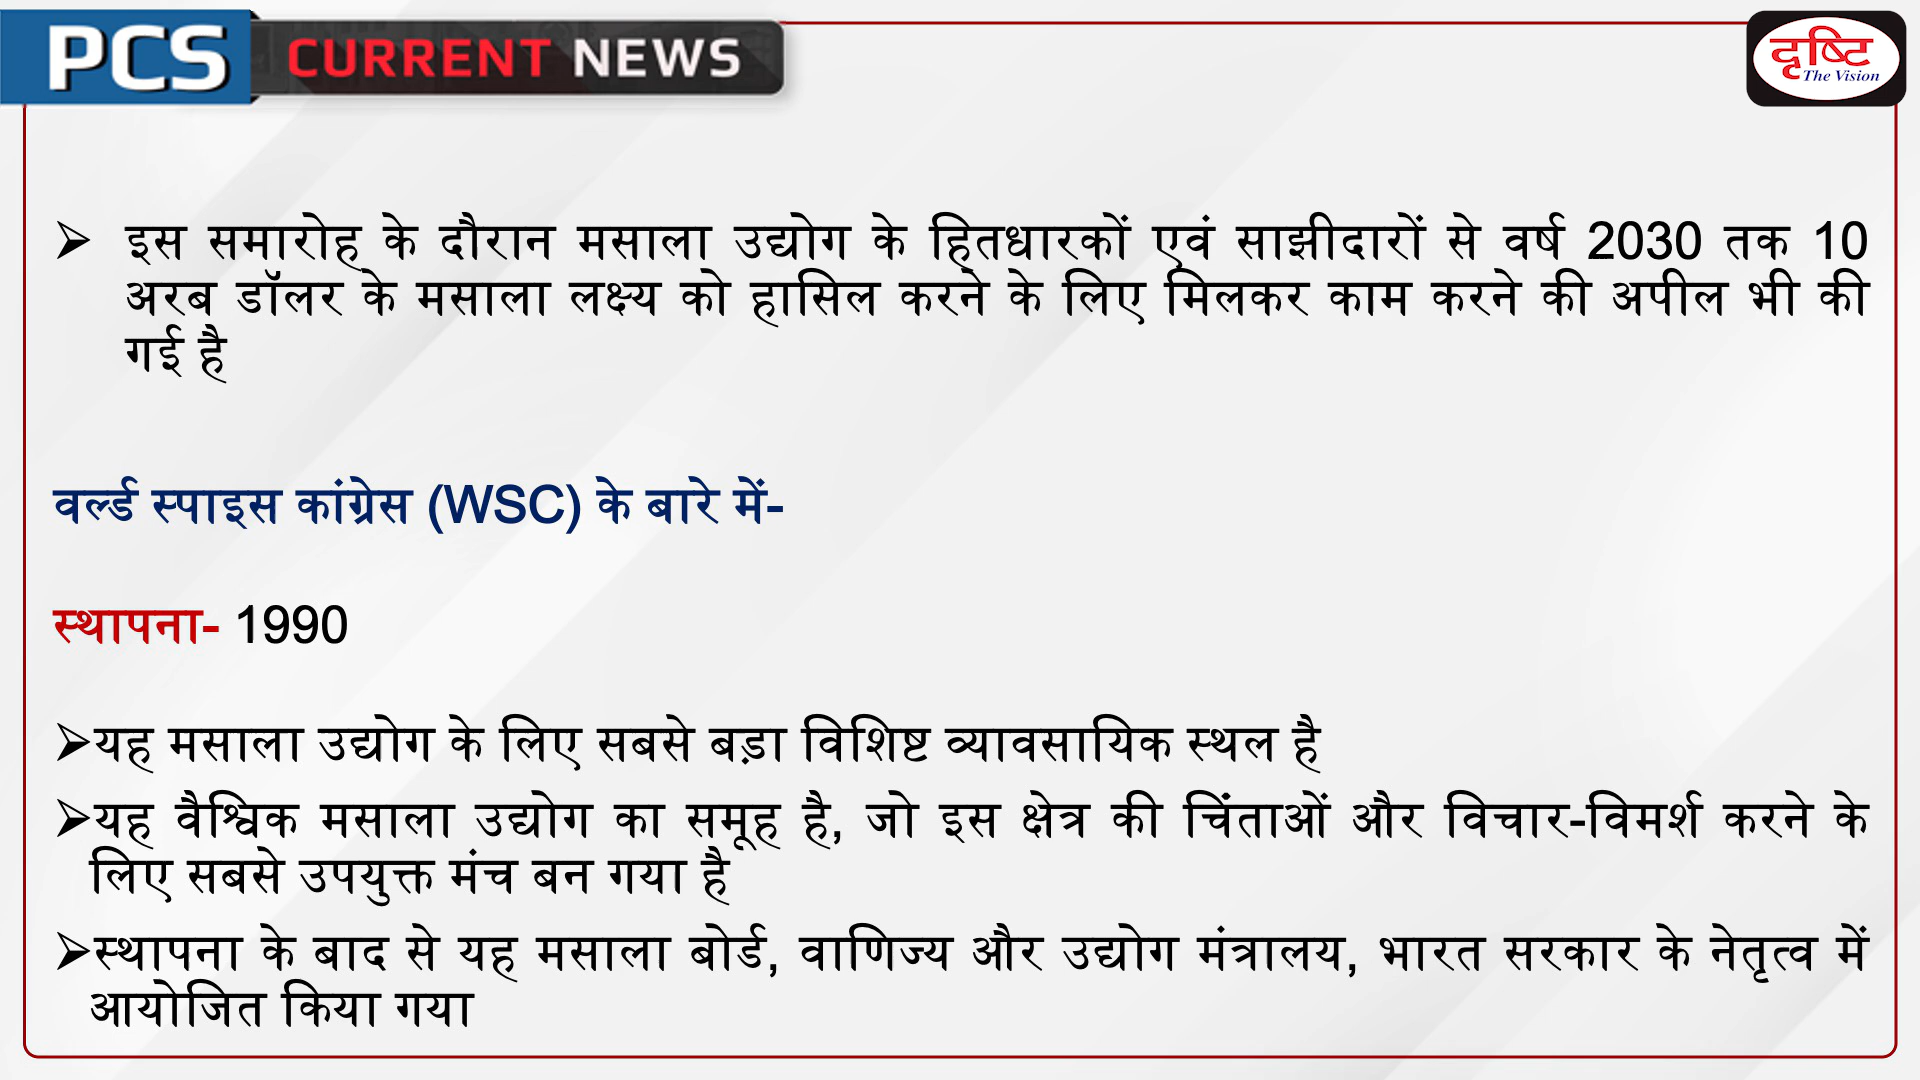 PCS CURRENT NEWS
दृष्टि
The Vision
➢ इस समारोह के दौरान मसाला उद्योग के हितधारकों एवं साझीदारों से वर्ष 2030 तक 10
अरब डॉलर के मसाला लक्ष्य को हासिल करने के लिए मिलकर काम करने की अपील भी की
गई है
वर्ल्ड स्पाइस कांग्रेस (WSC) के बारे में-
स्थापना- 1990
➢यह मसाला उद्योग के लिए सबसे बड़ा विशिष्ट व्यावसायिक स्थल है
➢यह वैश्विक मसाला उद्योग का समूह है, जो इस क्षेत्र की चिंताओं और विचार-विमर्श करने के
लिए सबसे उपयुक्त मंच बन गया है
➢स्थापना के बाद से यह मसाला बोर्ड, वाणिज्य और उद्योग मंत्रालय, भारत सरकार के नेतृत्व में
आयोजित किया गया